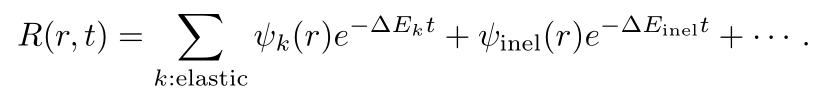 R(r, t) = \sum_{k:\text{elastic}} \psi_k(r) e^{-\Delta E_k t} + \psi_{\text{inel}}(r) e^{-\Delta E_{\text{inel}} t} + \cdots .